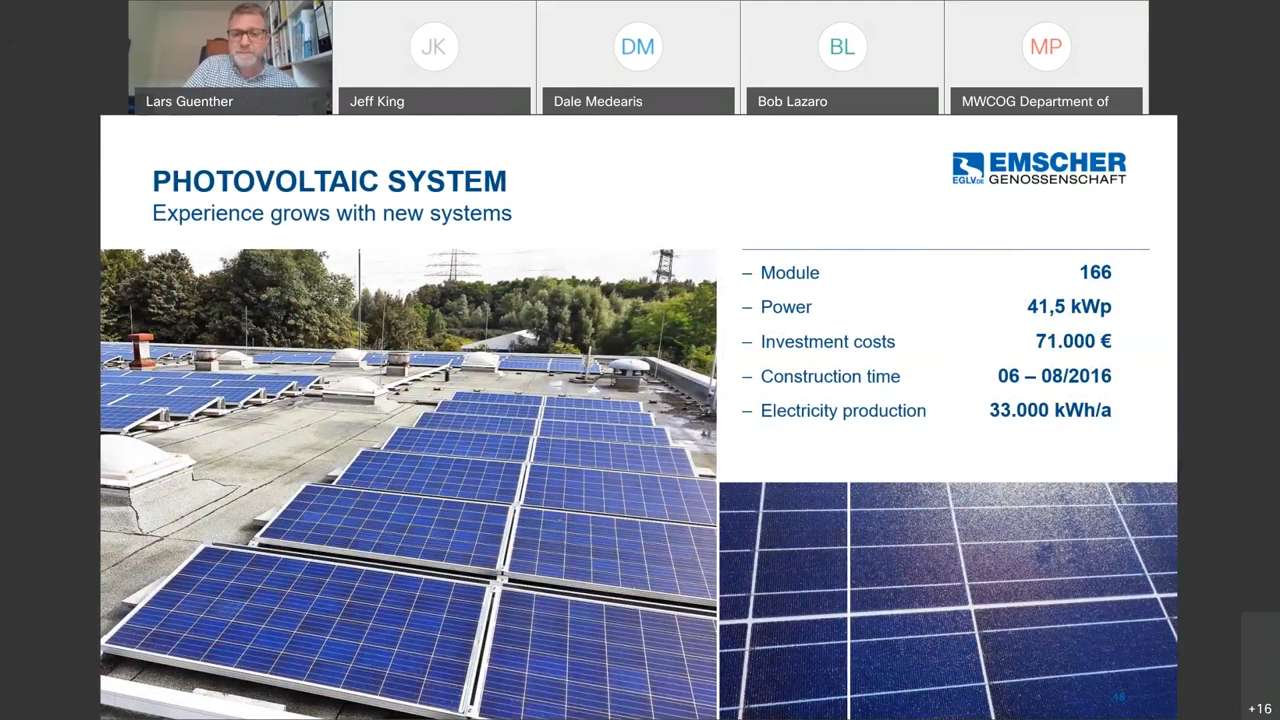 JK
DM
BL
MP
Lars Guenther
Jeff King
Dale Medearis
Bob Lazaro
MWCOG Department of
EMSCHER
EGLV.DE GENOSSENSCHAFT
PHOTOVOLTAIC SYSTEM
Experience grows with new systems
– Module 166
– Power 41,5 kWp
– Investment costs 71.000 €
– Construction time 06 – 08/2016
– Electricity production 33.000 kWh/a
48
+16